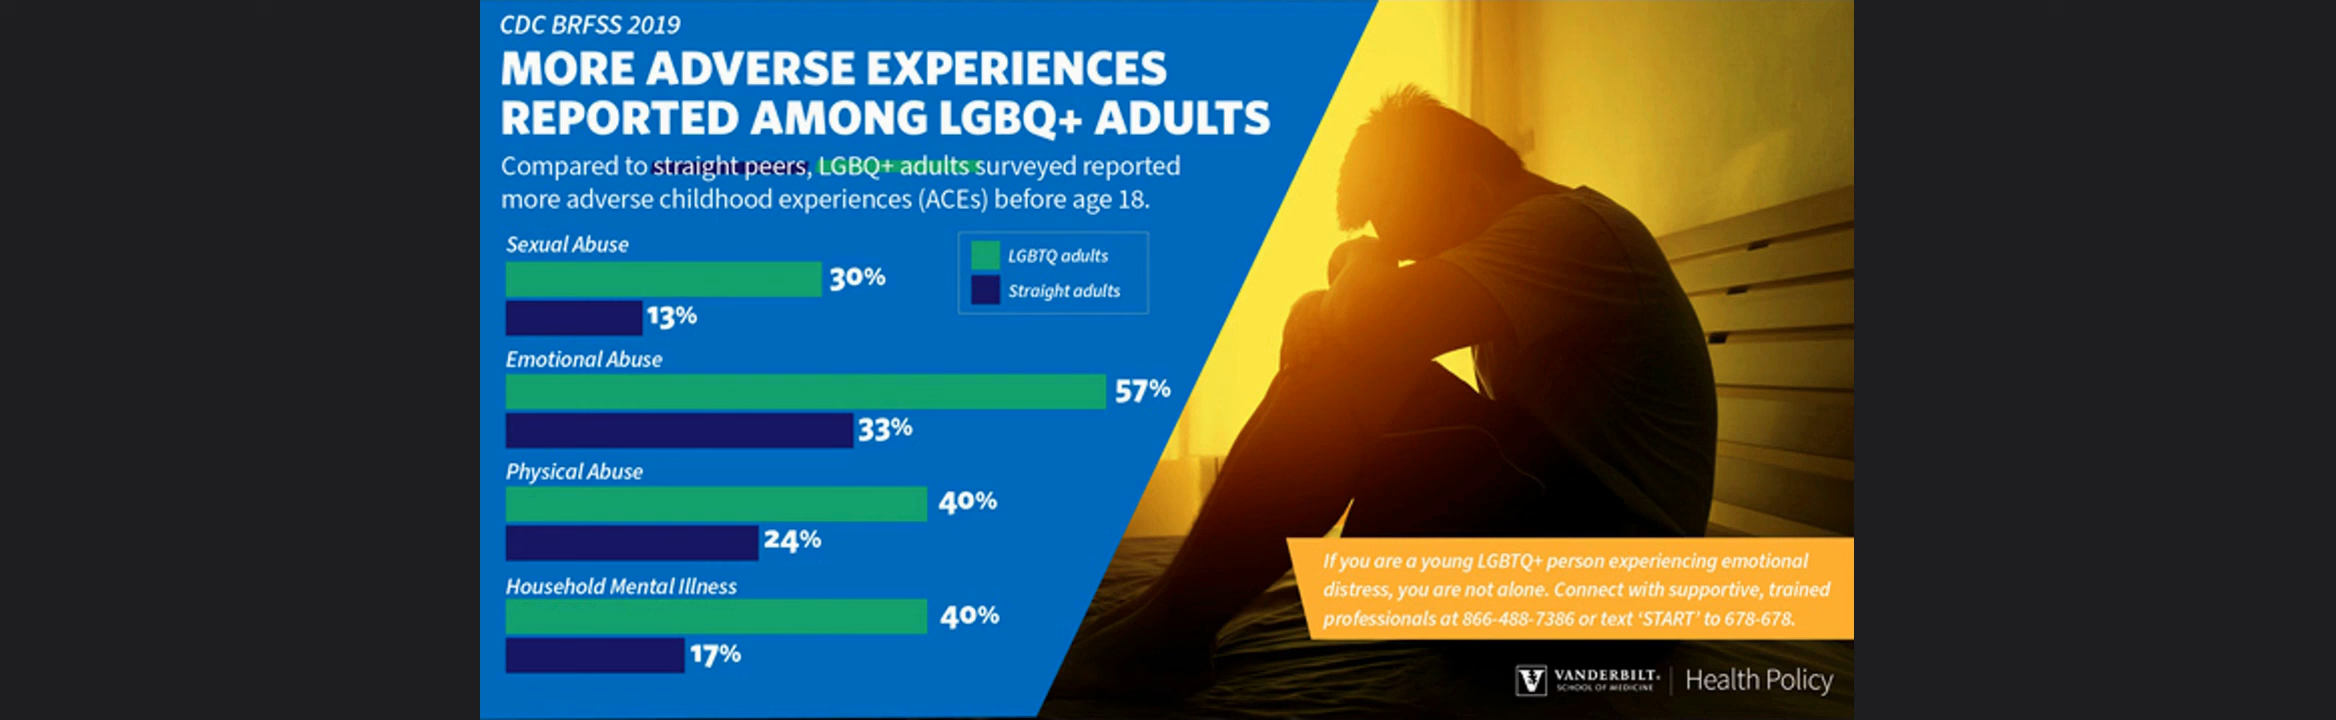 CDC BRFSS 2019
MORE ADVERSE EXPERIENCES
REPORTED AMONG LGBQ+ ADULTS
Compared to straight peers, LGBQ+ adults surveyed reported
more adverse childhood experiences (ACEs) before age 18.
Sexual Abuse
30%
13%
LGBTQ adults
Straight adults
Emotional Abuse
57%
33%
Physical Abuse
40%
24%
Household Mental Illness
40%
17%
If you are a young LGBTQ+ person experiencing emotional
distress, you are not alone. Connect with supportive, trained
professionals at 866-488-7386 or text ‘START’ to 678-678.
VANDERBILT
SCHOOL OF MEDICINE
Health Policy